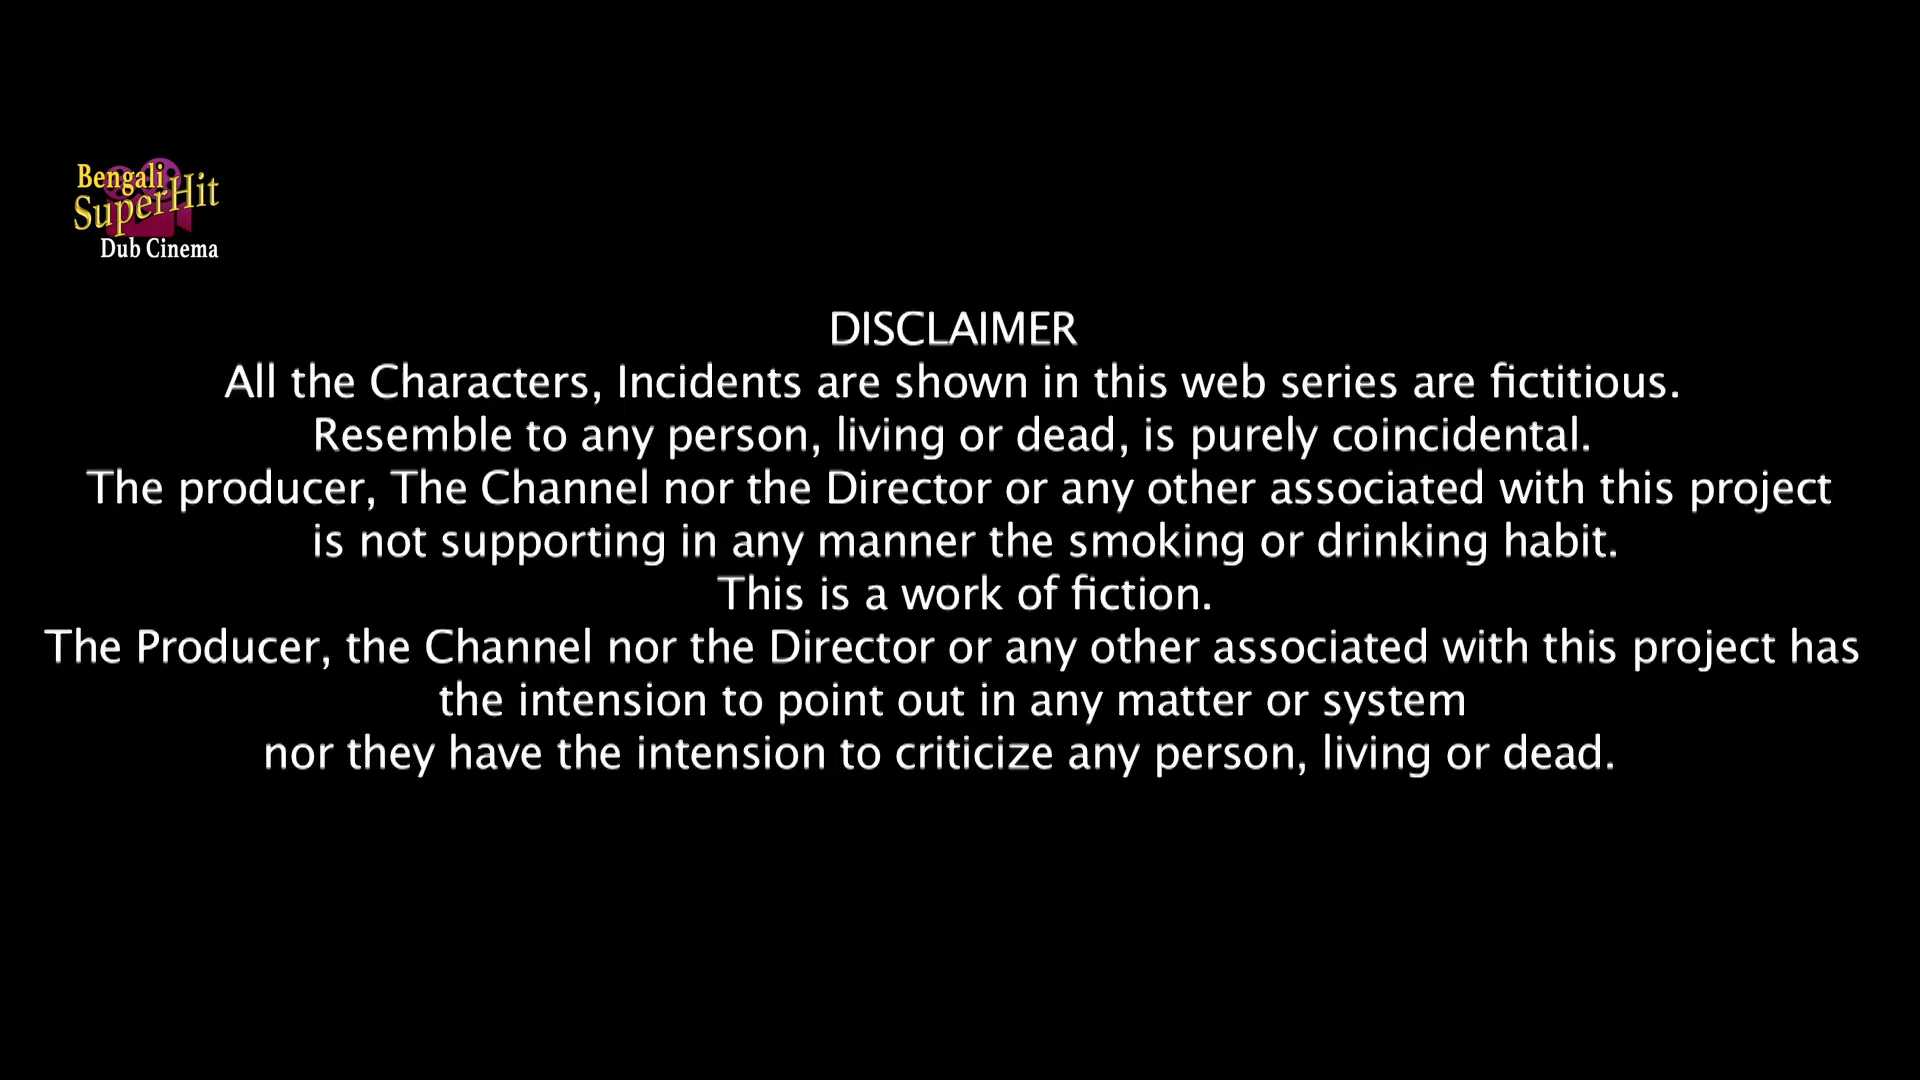 Bengali
SuperHit
Dub Cinema
DISCLAIMER
All the Characters, Incidents are shown in this web series are fictitious.
Resemble to any person, living or dead, is purely coincidental.
The producer, The Channel nor the Director or any other associated with this project
is not supporting in any manner the smoking or drinking habit.
This is a work of fiction.
The Producer, the Channel nor the Director or any other associated with this project has
the intension to point out in any matter or system
nor they have the intension to criticize any person, living or dead.